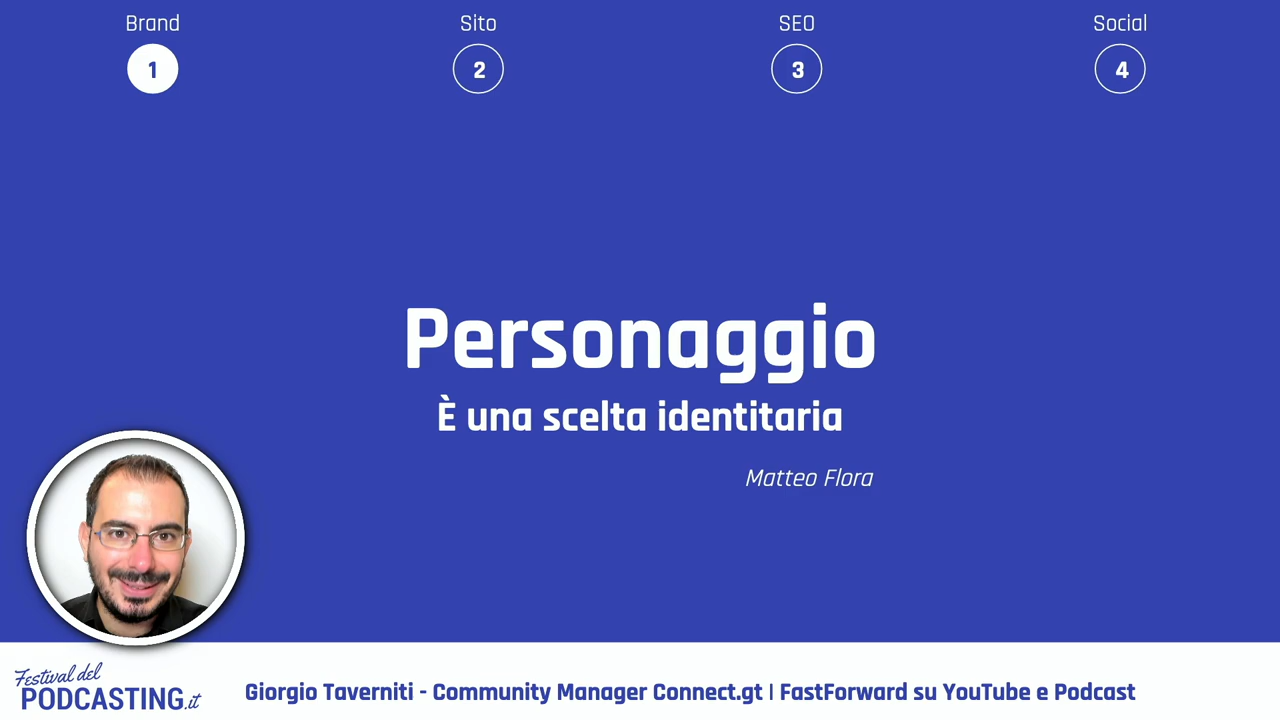 Brand Sito SEO Social
1 2 3 4
Personaggio
È una scelta identitaria
Matteo Flora
Festival del
PODCASTING.it
Giorgio Taverniti - Community Manager Connect.gt | FastForward su YouTube e Podcast